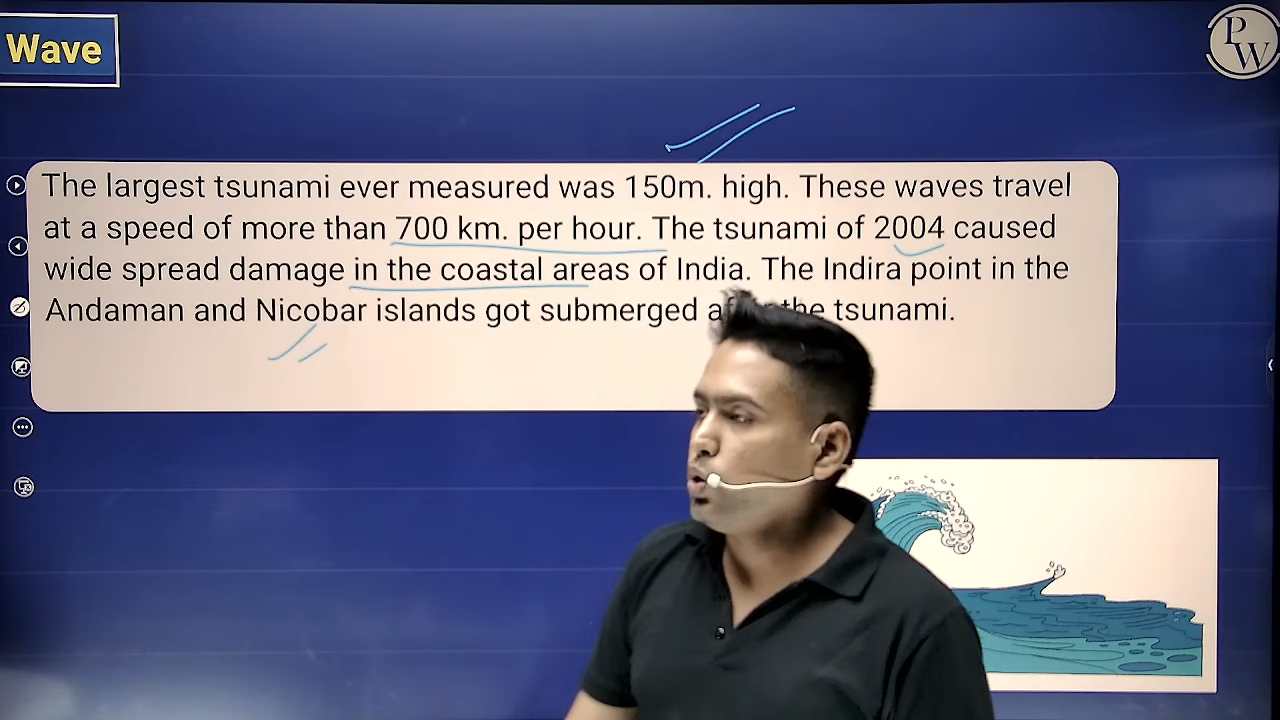 Wave
PW
The largest tsunami ever measured was 150m. high. These waves travel
at a speed of more than 700 km. per hour. The tsunami of 2004 caused
wide spread damage in the coastal areas of India. The Indira point in the
Andaman and Nicobar islands got submerged the tsunami.